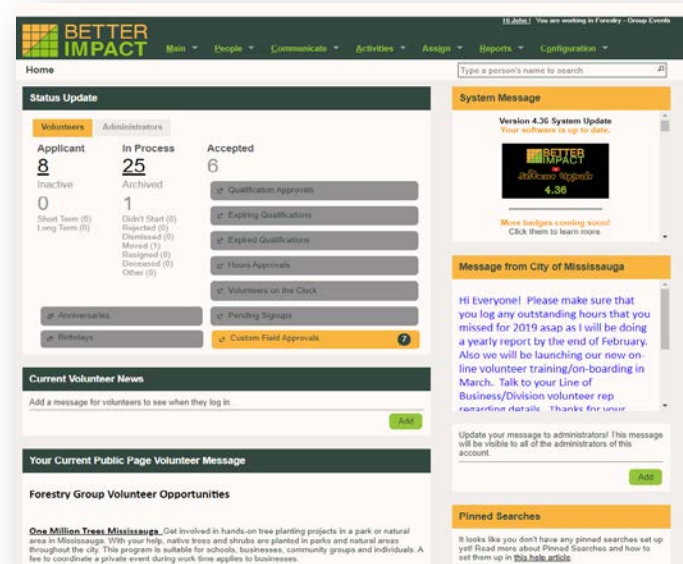 BETTER
IMPACT
Hi John! You are working in Forestry - Group Events
Main People Communicate Activities Assign Reports Configuration
Home
Type a person's name to search
Status Update
Volunteers Administrators
Applicant In Process Accepted
8 25 6
Inactive Archived
0 1
Short Term (0)
Long Term (0)
Didn't Start (0)
Rejected (0)
Dismissed (0)
Moved (1)
Resigned (0)
Deceased (0)
Other (0)
Qualification Approvals
Expiring Qualifications
Expired Qualifications
Hours Approvals
Volunteers on the Clock
Anniversaries Pending Signups
Birthdays Custom Field Approvals 7
Current Volunteer News
Add a message for volunteers to see when they log in.
Add
Your Current Public Page Volunteer Message
Forestry Group Volunteer Opportunities
One Million Trees Mississauga Get involved in hands-on tree planting projects in a park or natural
area in Mississauga. With your help, native trees and shrubs are planted in parks and natural areas
throughout the city. This program is suitable for schools, businesses, community groups and individuals. A
fee to coordinate a private event during work time applies to businesses.
System Message
Version 4.36 System Update
Your software is up to date.
BETTER
IMPACT
Software Upgrade
4.36
More badges coming soon!
Click them to learn more.
Message from City of Mississauga
Hi Everyone! Please make sure that
you log any outstanding hours that you
missed for 2019 asap as I will be doing
a yearly report by the end of February.
Also we will be launching our new on-
line volunteer training/on-boarding in
March. Talk to your Line of
Business/Division volunteer rep
regarding details. Thanks for your
Update your message to administrators! This message
will be visible to all of the administrators of this
account.
Add
Pinned Searches
It looks like you don't have any pinned searches set up
yet! Read more about Pinned Searches and how to
set them up in this help article.